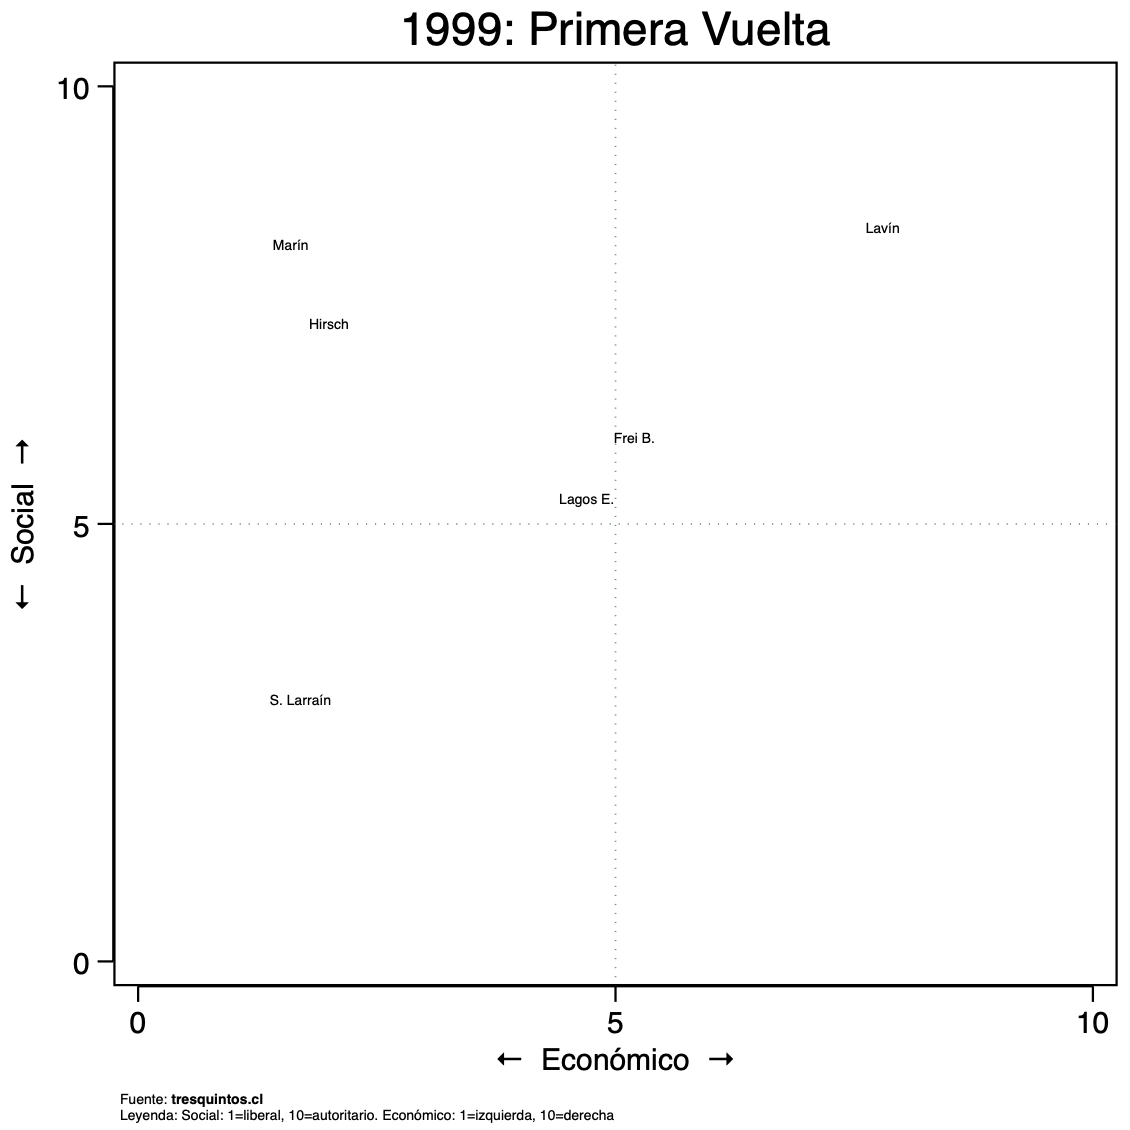 1999: Primera Vuelta
10
Lavín
Marín
Hirsch
Frei B.
Lagos E.
5
← Social →
S. Larraín
0
0 5 10
← Económico →
Fuente: tresquintos.cl
Leyenda: Social: 1=liberal, 10=autoritario. Económico: 1=izquierda, 10=derecha